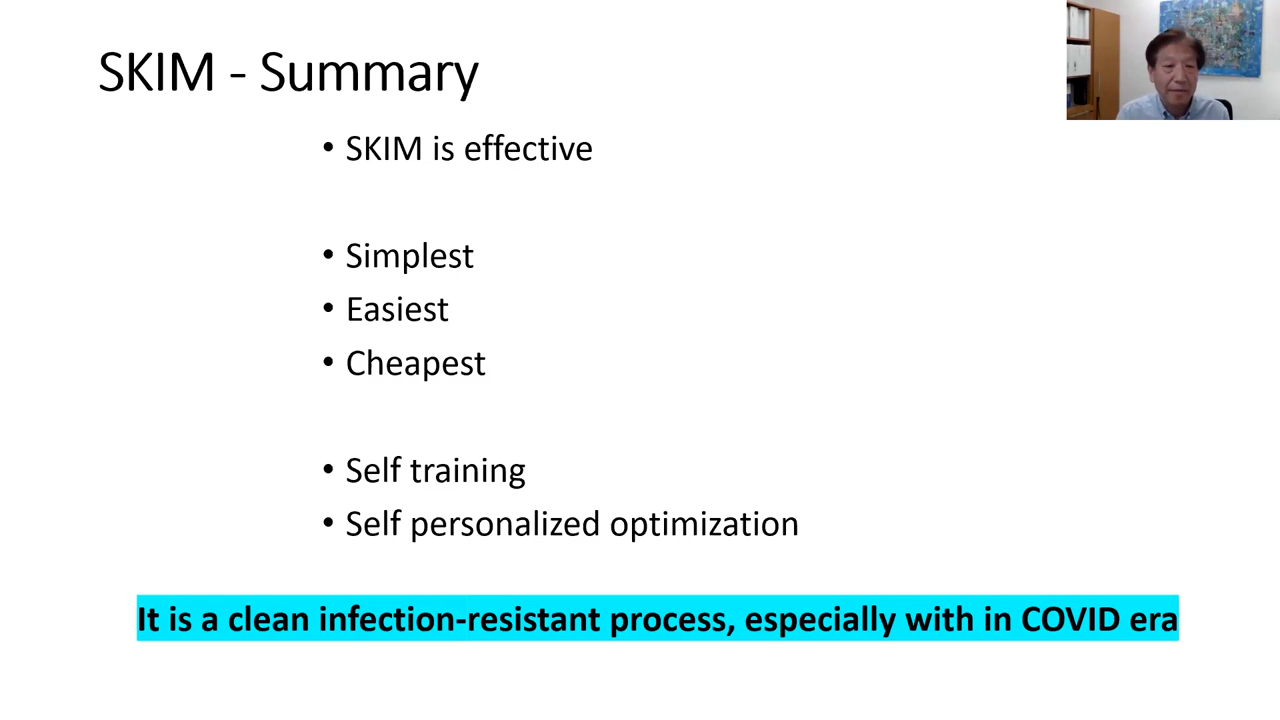 SKIM - Summary
• SKIM is effective
• Simplest
• Easiest
• Cheapest
• Self training
• Self personalized optimization
It is a clean infection-resistant process, especially with in COVID era